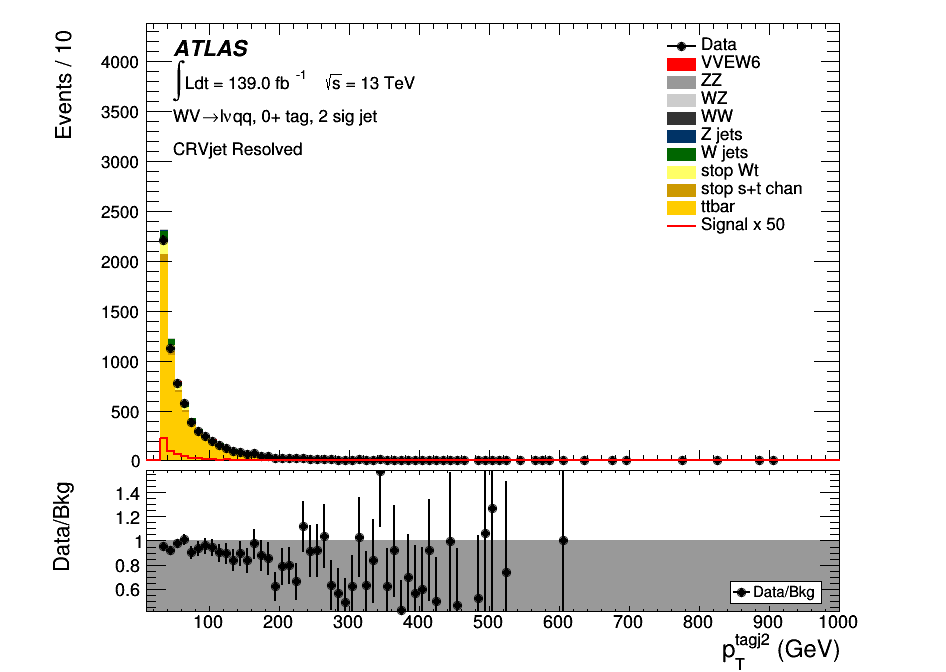 Events / 10
4000
3500
3000
2500
2000
1500
1000
500
0
ATLAS
∫Ldt = 139.0 fb⁻¹ √s = 13 TeV
WV→lνqq, 0+ tag, 2 sig jet
CRVjet Resolved
Data
VVEW6
ZZ
WZ
WW
Z jets
W jets
stop Wt
stop s+t chan
ttbar
Signal x 50
Data/Bkg
1.4
1.2
1
0.8
0.6
Data/Bkg
100 200 300 400 500 600 700 800 900 1000
p_T^tagj2 (GeV)